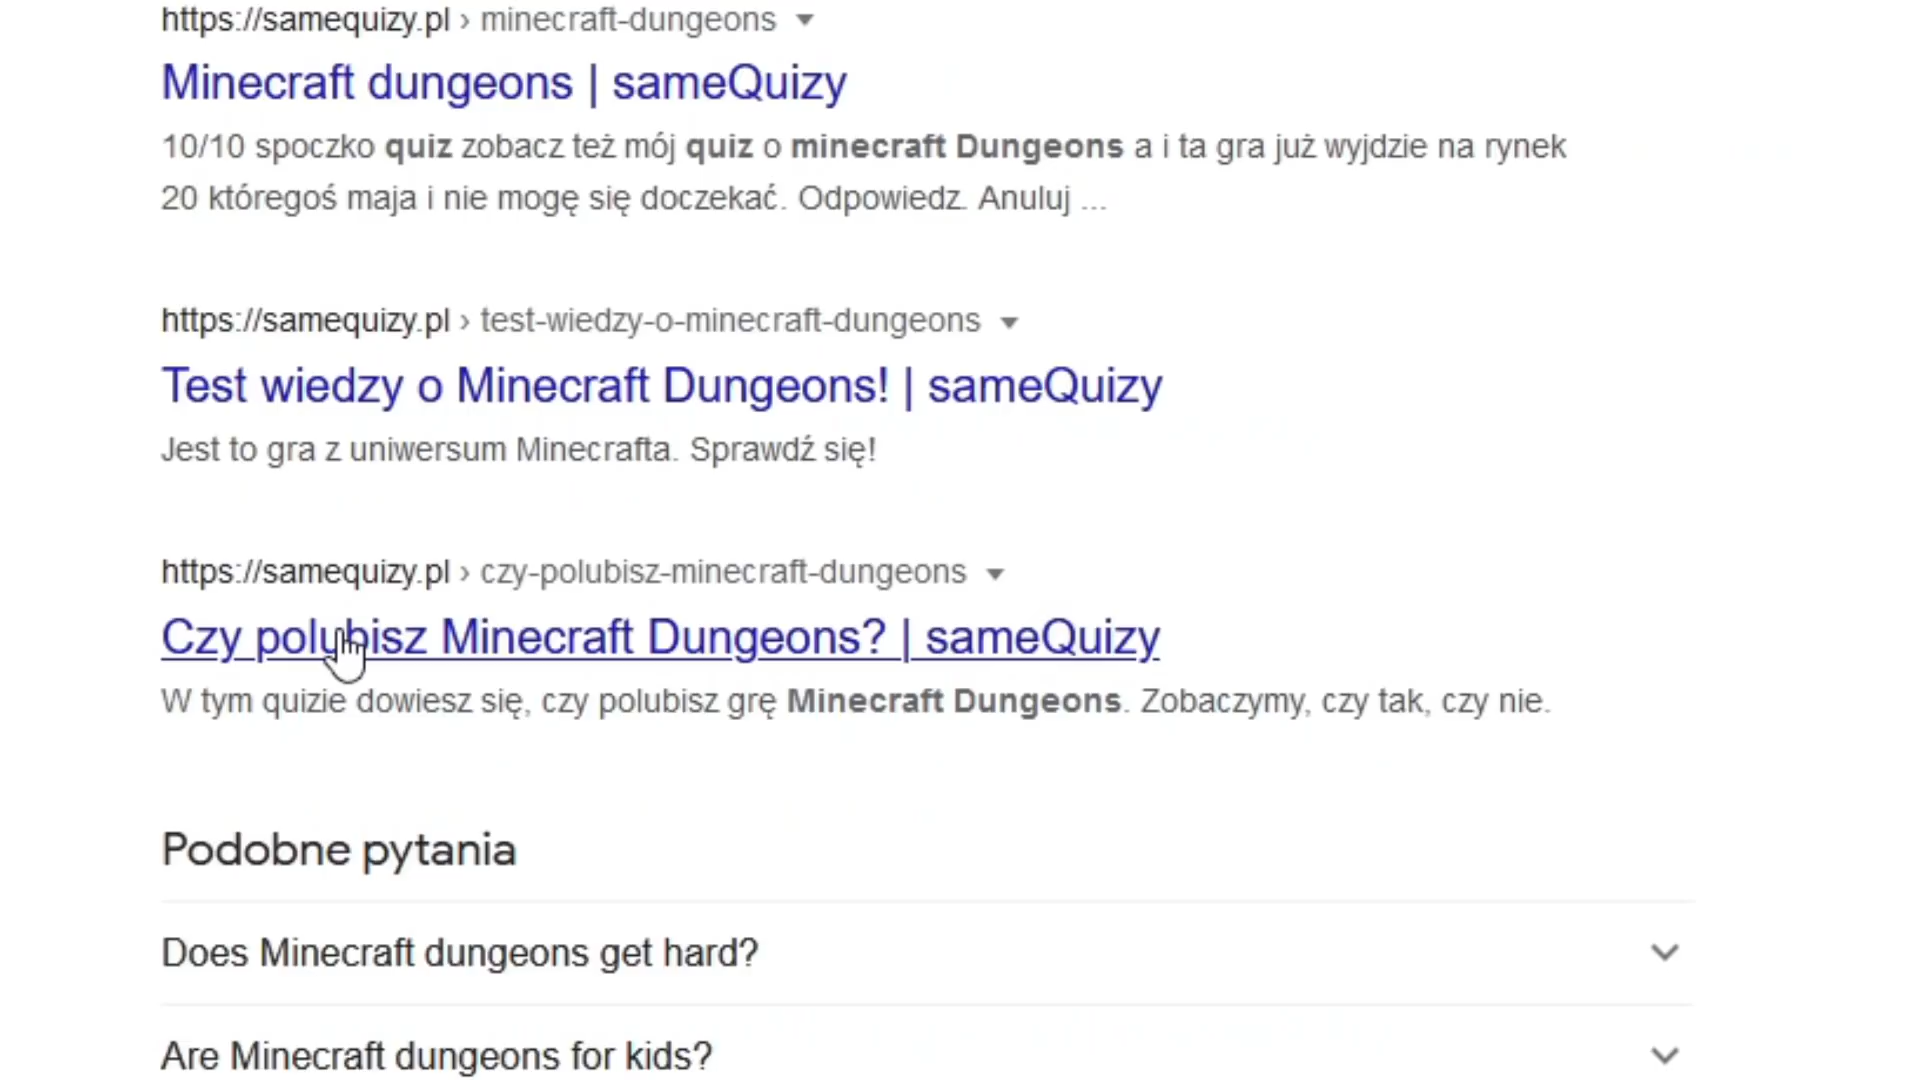 https://samequizy.pl › minecraft-dungeons
Minecraft dungeons | sameQuizy
10/10 spoczko quiz zobacz też mój quiz o minecraft Dungeons a i ta gra już wyjdzie na rynek
20 któregoś maja i nie mogę się doczekać. Odpowiedz. Anuluj ...
https://samequizy.pl › test-wiedzy-o-minecraft-dungeons
Test wiedzy o Minecraft Dungeons! | sameQuizy
Jest to gra z uniwersum Minecrafta. Sprawdź się!
https://samequizy.pl › czy-polubisz-minecraft-dungeons
Czy polubisz Minecraft Dungeons? | sameQuizy
W tym quizie dowiesz się, czy polubisz grę Minecraft Dungeons. Zobaczymy, czy tak, czy nie.
Podobne pytania
Does Minecraft dungeons get hard?
Are Minecraft dungeons for kids?